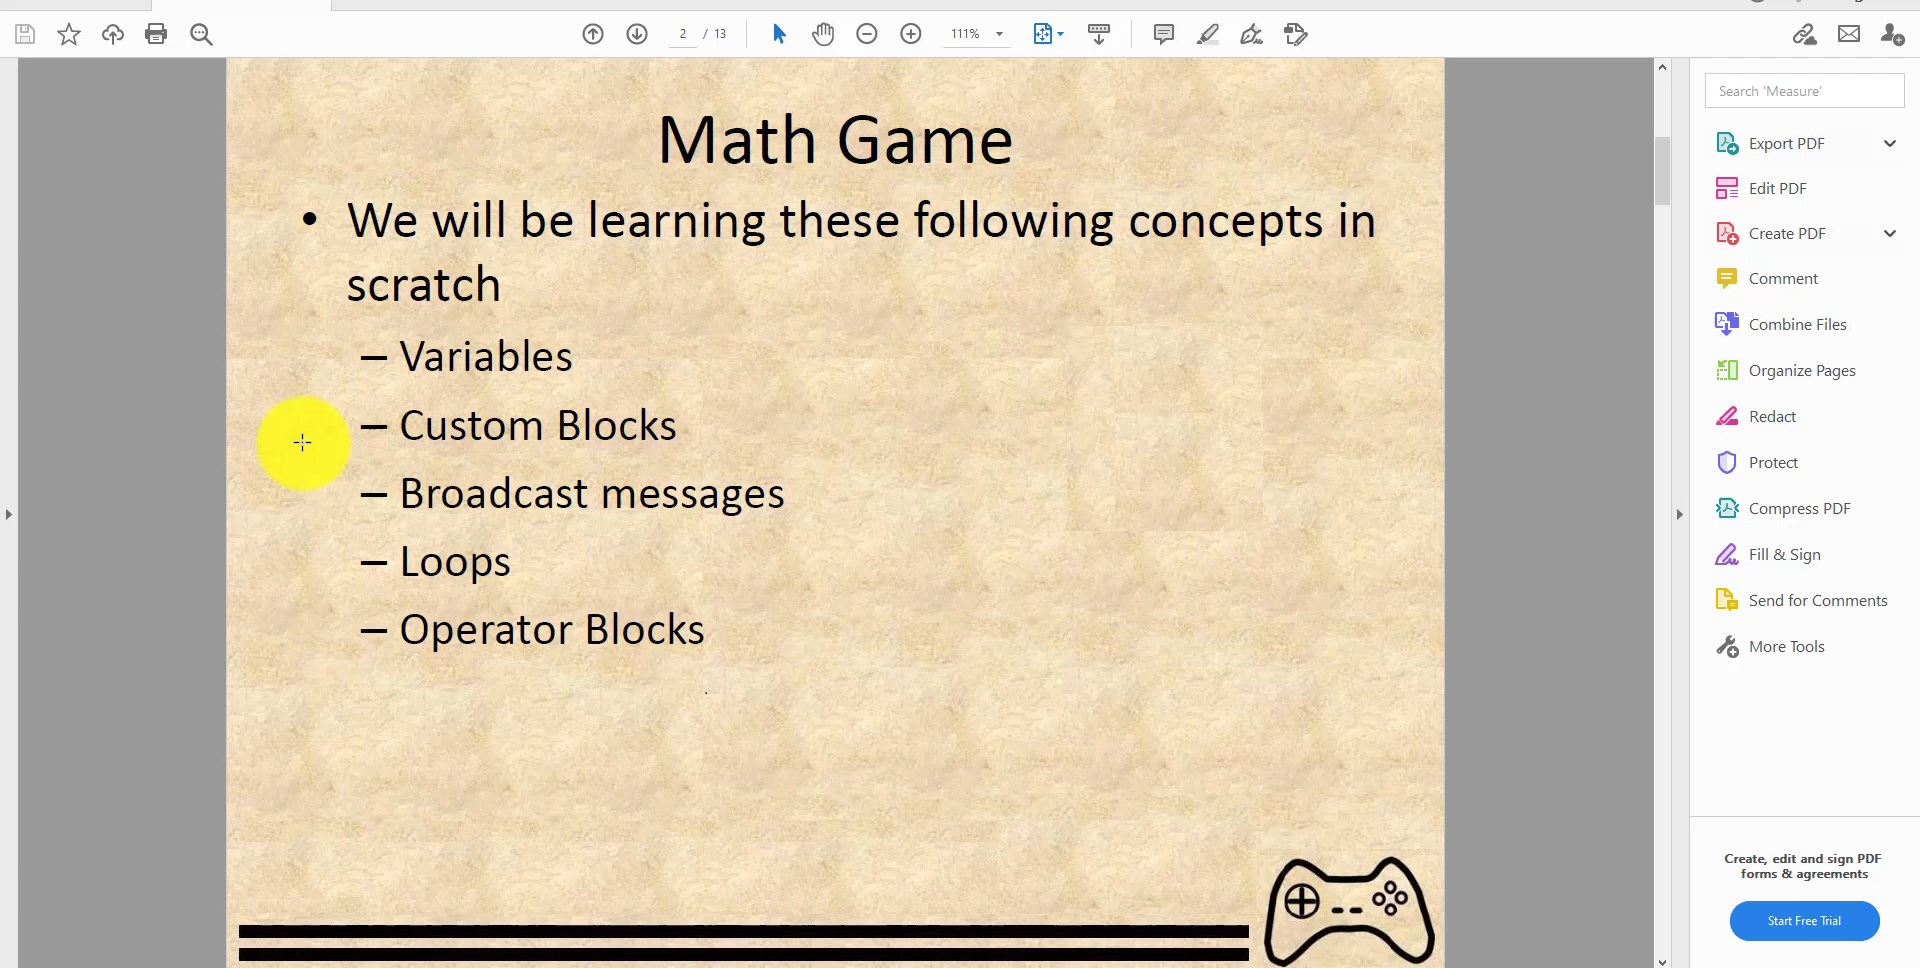 2 / 13
111%
Math Game
• We will be learning these following concepts in
scratch
– Variables
– Custom Blocks
– Broadcast messages
– Loops
– Operator Blocks
Search 'Measure'
Export PDF
Edit PDF
Create PDF
Comment
Combine Files
Organize Pages
Redact
Protect
Compress PDF
Fill & Sign
Send for Comments
More Tools
Create, edit and sign PDF
forms & agreements
Start Free Trial